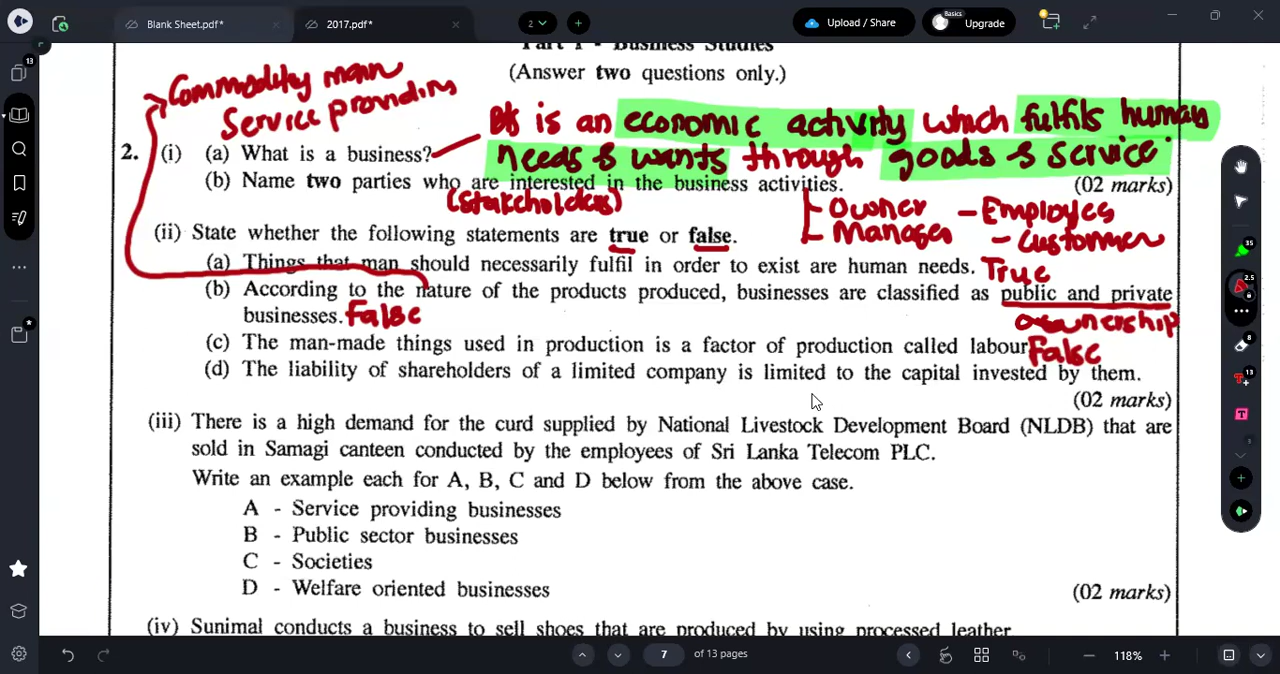 Blank Sheet.pdf*
2017.pdf*
2
Upload / Share
Basics
Upgrade
Part I - Business Studies
(Answer two questions only.)
Commodity man
Service providing
is an economic activity which fulfils human
needs & wants through goods & service.
2. (i) (a) What is a business?
(b) Name two parties who are interested in the business activities. (02 marks)
(Stakeholders)
Owner - Employees
Manager - Customer
(ii) State whether the following statements are true or false.
(a) Things that man should necessarily fulfil in order to exist are human needs. True
(b) According to the nature of the products produced, businesses are classified as public and private
businesses. False
ownership
(c) The man-made things used in production is a factor of production called labour False
(d) The liability of shareholders of a limited company is limited to the capital invested by them.
(02 marks)
(iii) There is a high demand for the curd supplied by National Livestock Development Board (NLDB) that are
sold in Samagi canteen conducted by the employees of Sri Lanka Telecom PLC.
Write an example each for A, B, C and D below from the above case.
A - Service providing businesses
B - Public sector businesses
C - Societies
D - Welfare oriented businesses (02 marks)
(iv) Sunimal conducts a business to sell shoes that are produced by using processed leather
13
35
2.5
8
13
7 of 13 pages
118%